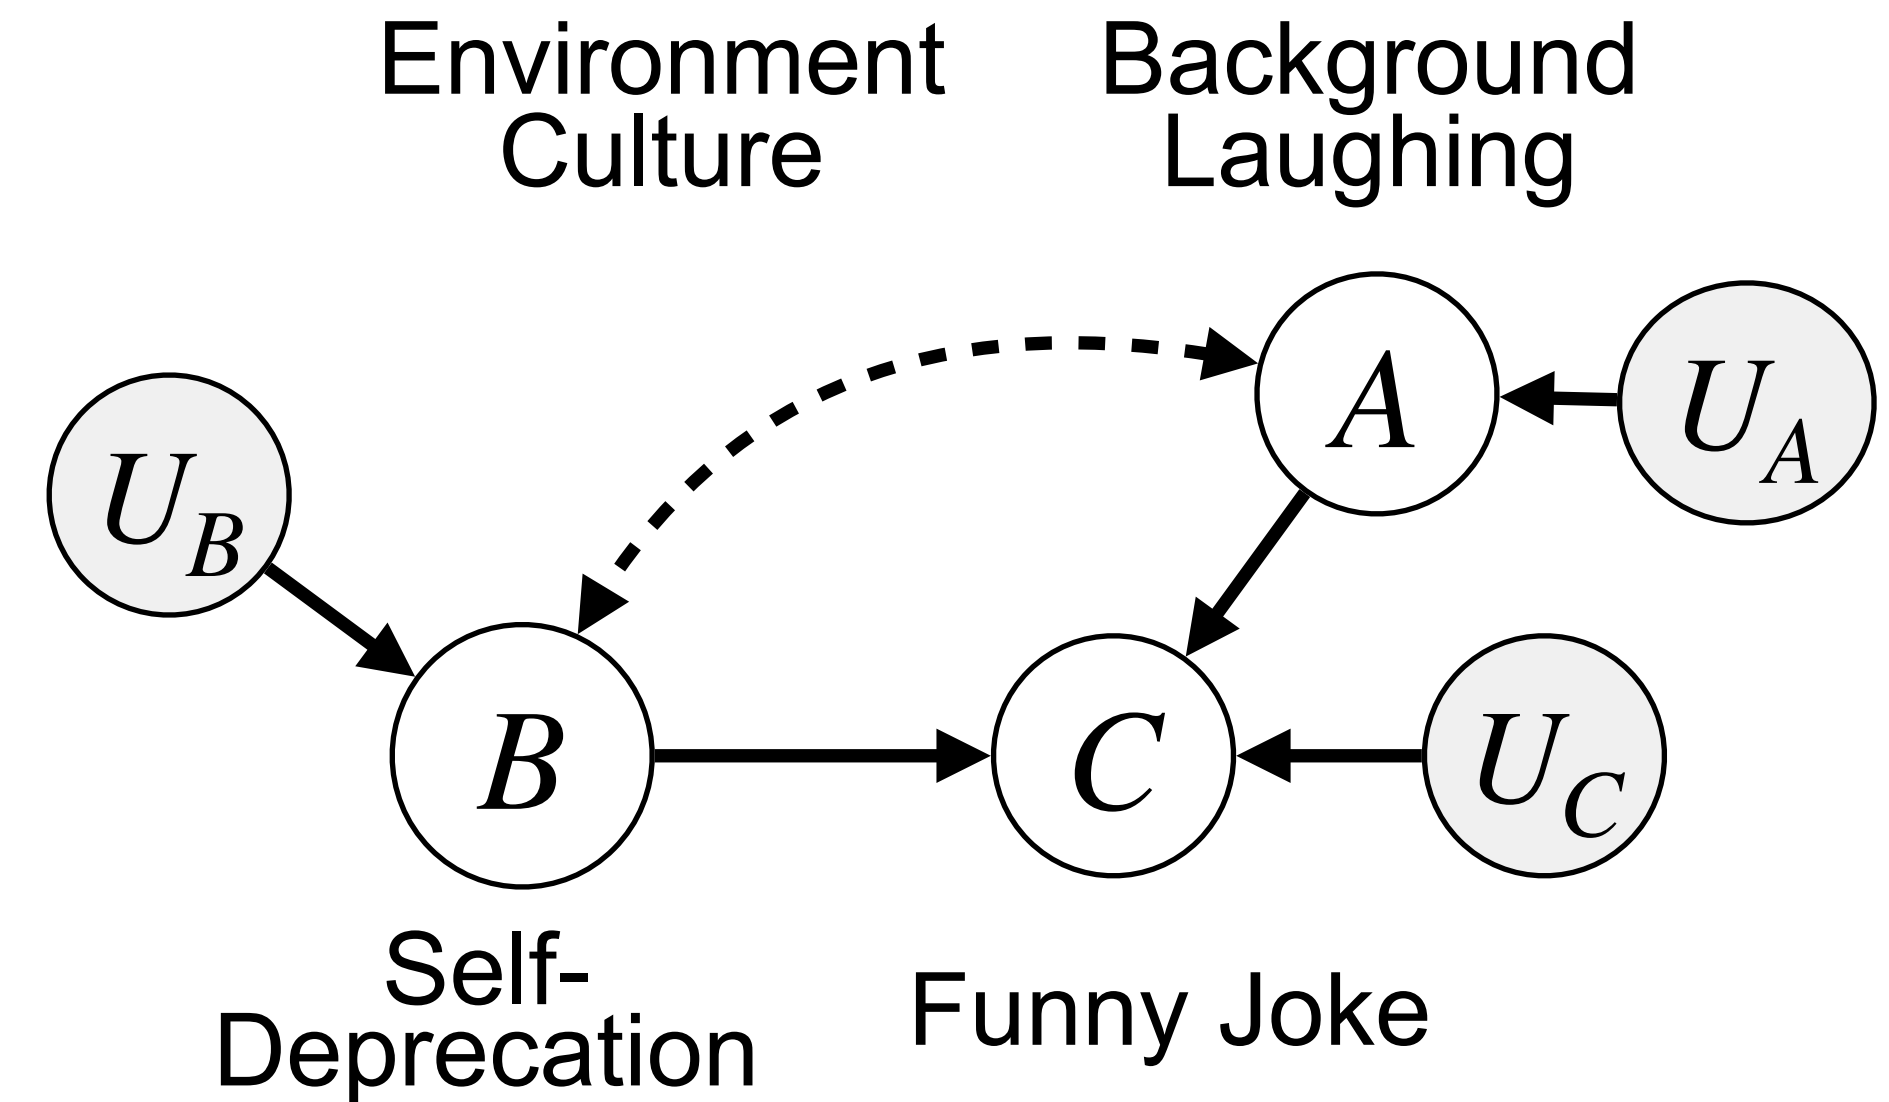 Environment
Culture
Background
Laughing
A
U_A
U_B
B
C
U_C
Self-
Deprecation
Funny Joke